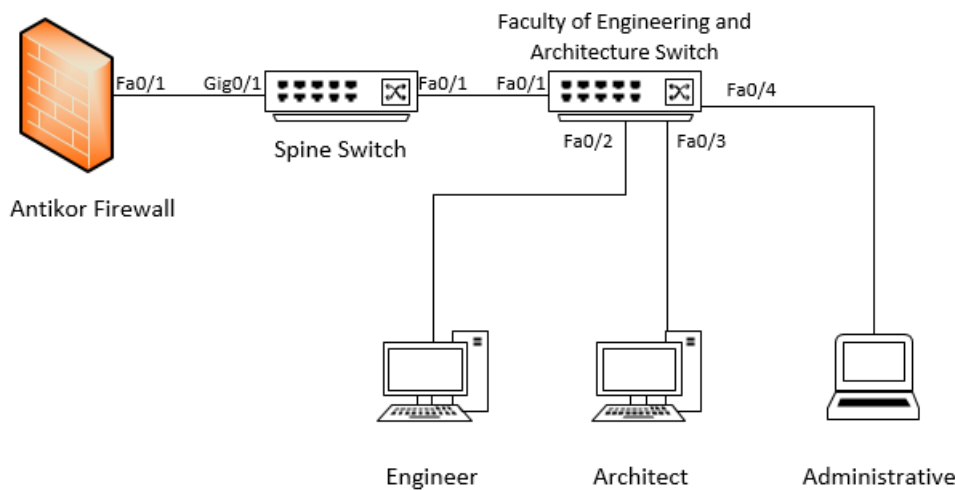 Faculty of Engineering and
Architecture Switch
Fa0/1
Gig0/1
Fa0/1
Fa0/1
Fa0/4
Fa0/2
Fa0/3
Spine Switch
Antikor Firewall
Engineer
Architect
Administrative